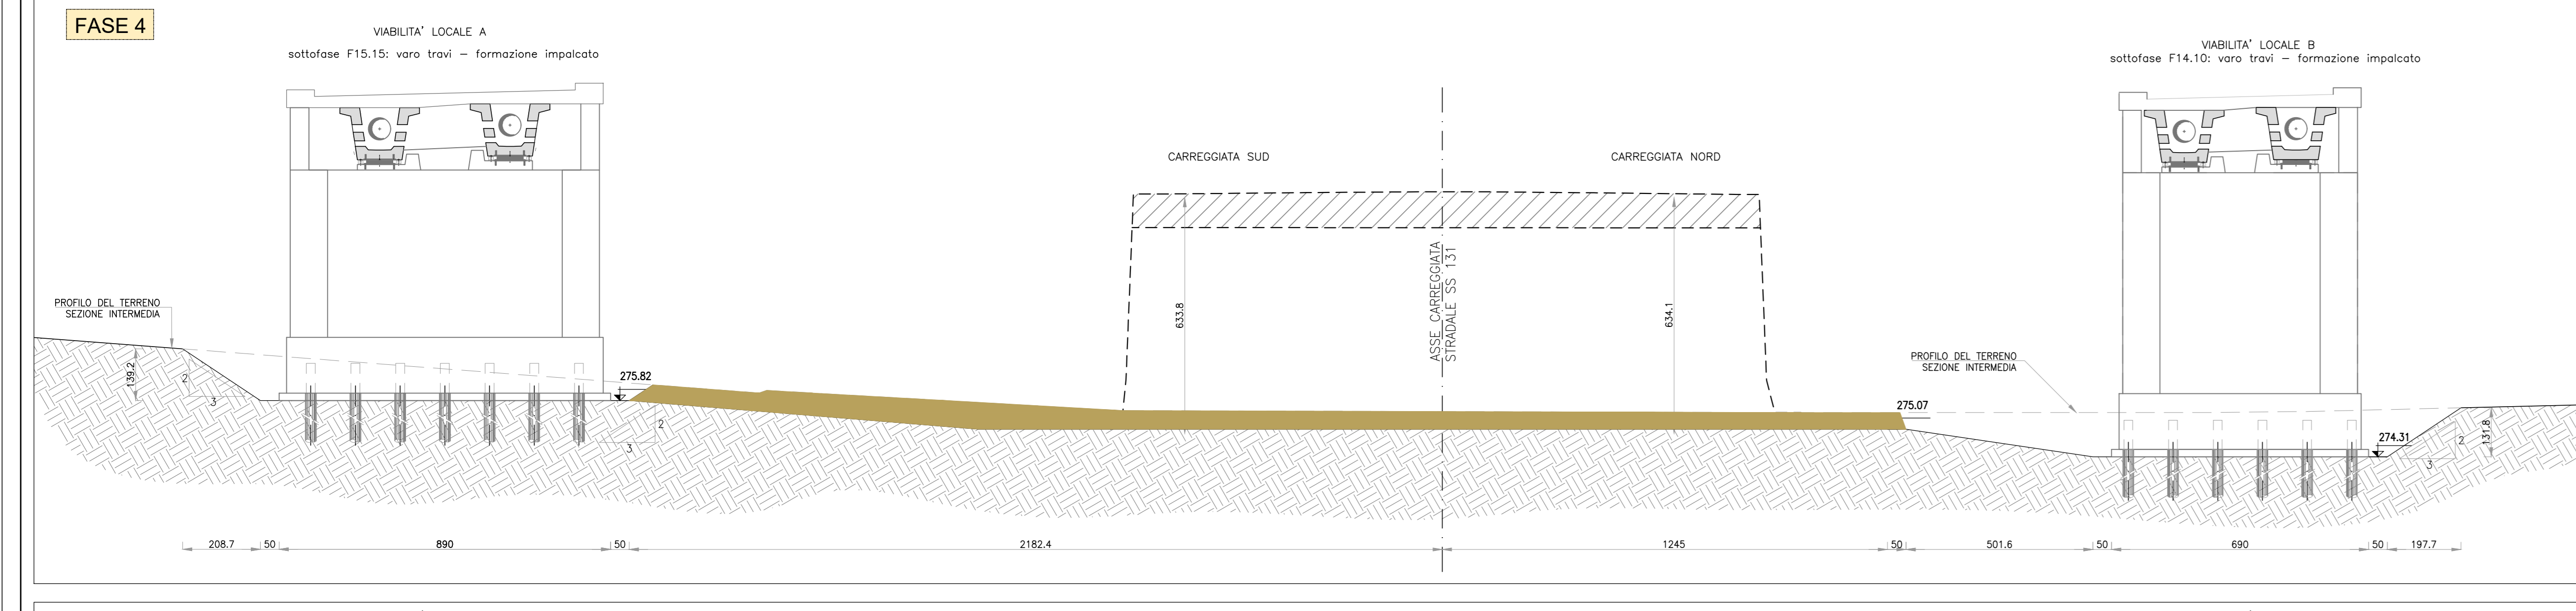 FASE 4
VIABILITA' LOCALE A
sottofase F15.15: varo travi – formazione impalcato
VIABILITA' LOCALE B
sottofase F14.10: varo travi – formazione impalcato
CARREGGIATA SUD
CARREGGIATA NORD
ASSE CARREGGIATA
STRADALE SS 131
633.8
634.1
PROFILO DEL TERRENO
SEZIONE INTERMEDIA
139.2
2
3
275.82
2
3
PROFILO DEL TERRENO
SEZIONE INTERMEDIA
275.07
274.31
2
3
131.8
208.7
50
890
50
2182.4
1245
50
501.6
50
690
50
197.7